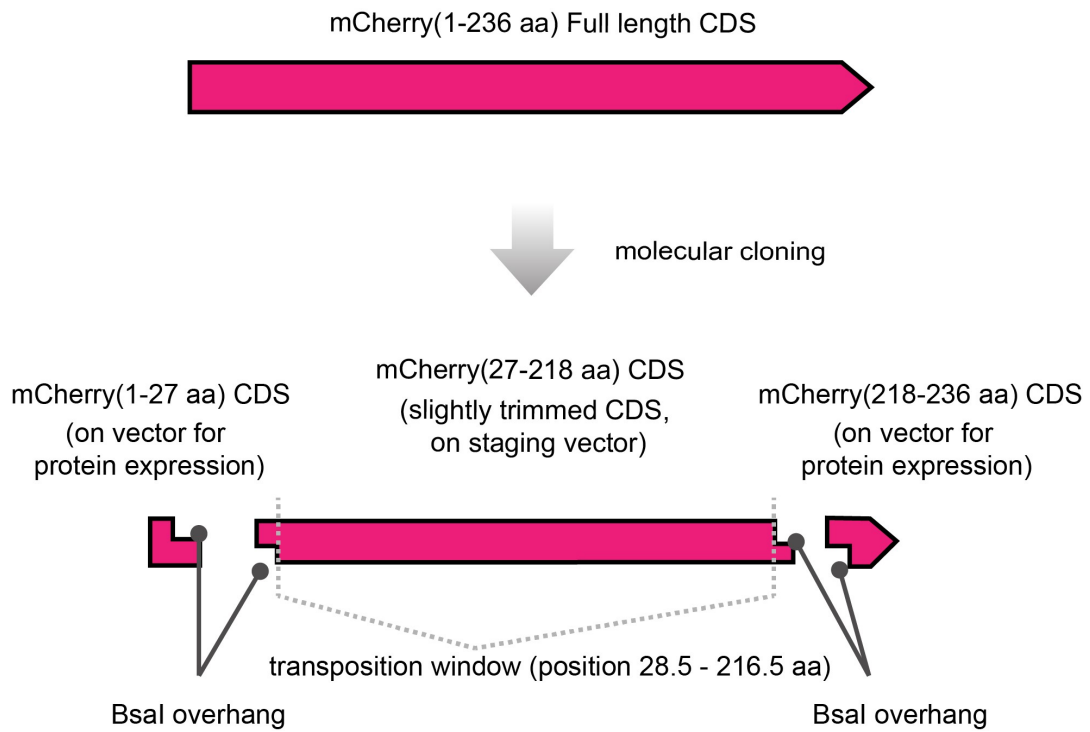 mCherry(1-236 aa) Full length CDS
molecular cloning
mCherry(1-27 aa) CDS
(on vector for
protein expression)
mCherry(27-218 aa) CDS
(slightly trimmed CDS,
on staging vector)
mCherry(218-236 aa) CDS
(on vector for
protein expression)
transposition window (position 28.5 - 216.5 aa)
BsaI overhang
BsaI overhang